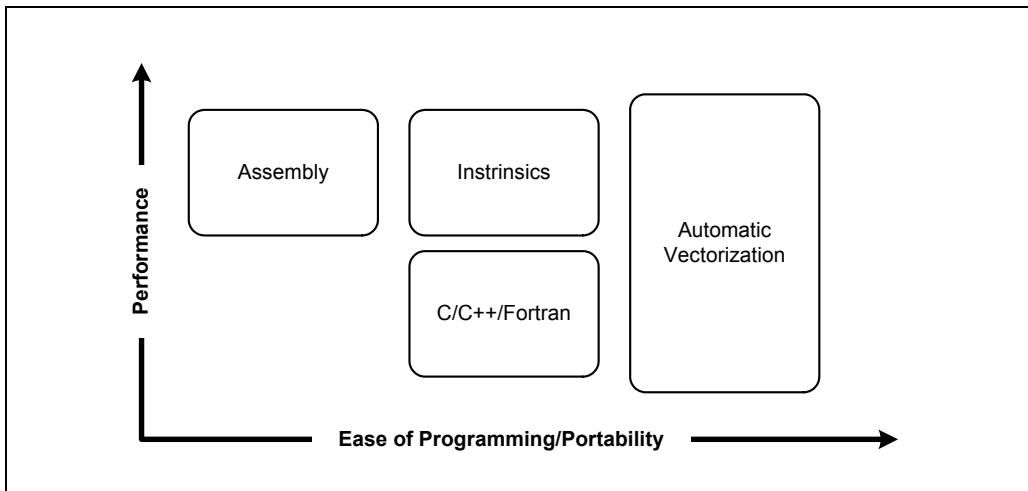 Performance
Assembly
Instrinsics
C/C++/Fortran
Automatic
Vectorization
Ease of Programming/Portability